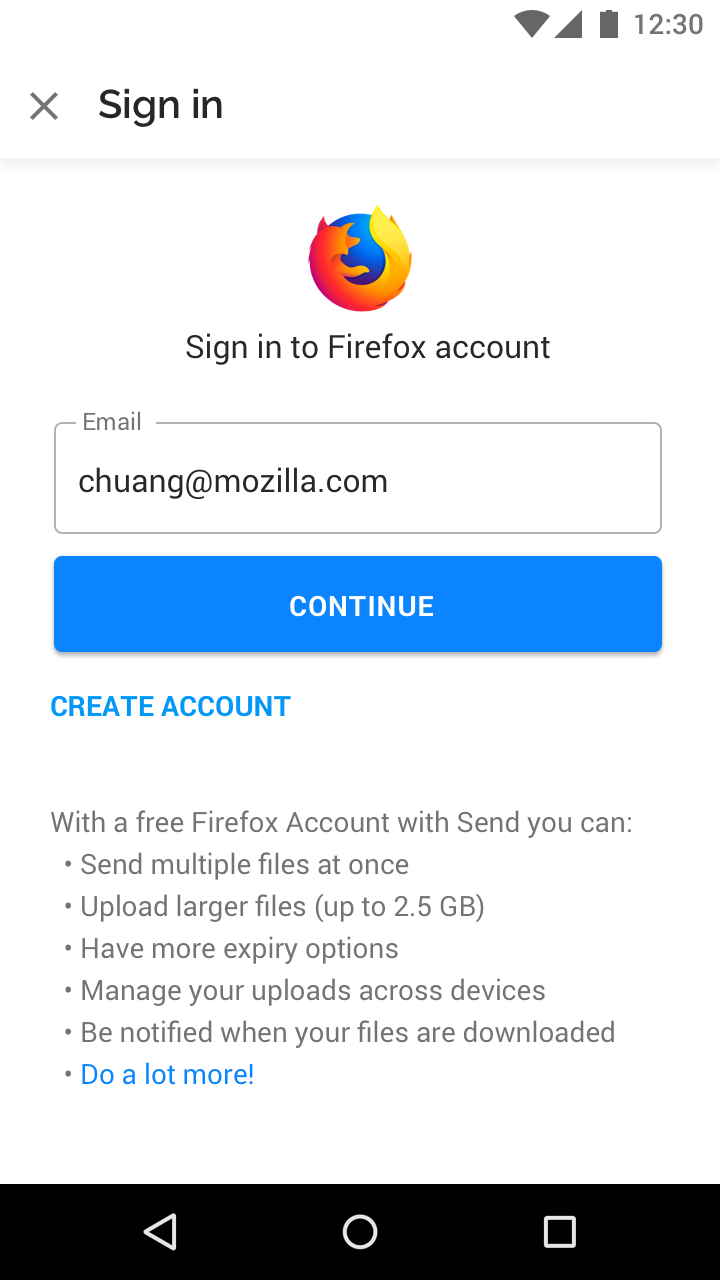 12:30
Sign in
Sign in to Firefox account
Email
chuang@mozilla.com
CONTINUE
CREATE ACCOUNT
With a free Firefox Account with Send you can:
• Send multiple files at once
• Upload larger files (up to 2.5 GB)
• Have more expiry options
• Manage your uploads across devices
• Be notified when your files are downloaded
• Do a lot more!